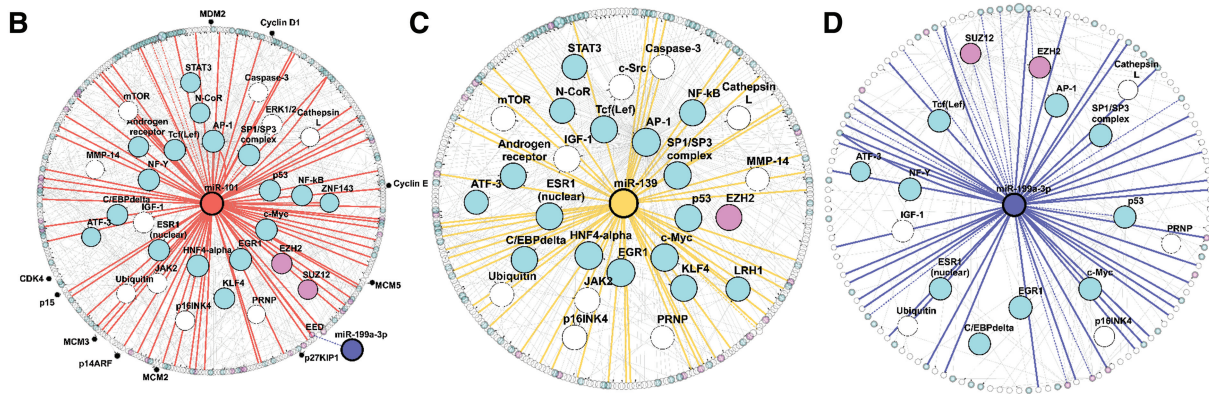 B
MDM2
Cyclin D1
STAT3
Caspase-3
mTOR
N-CoR
ERK1/2
Cathepsin
L
Androgen
receptor
Tcf(Lef)
AP-1
SP1/SP3
complex
MMP-14
NF-Y
p53
NF-kB
ZNF143
miR-101
Cyclin E
C/EBPdelta
IGF-1
c-Myc
ATF-3
ESR1
(nuclear)
HNF4-alpha
EGR1
EZH2
JAK2
SUZ12
Ubiquitin
KLF4
CDK4
p15
p16INK4
PRNP
MCM5
EED
miR-199a-3p
MCM3
p14ARF
MCM2
p27KIP1
C
STAT3
Caspase-3
c-Src
mTOR
N-CoR
NF-kB
Cathepsin
L
Tcf(Lef)
AP-1
Androgen
receptor
IGF-1
SP1/SP3
complex
MMP-14
ATF-3
ESR1
(nuclear)
miR-139
p53
EZH2
C/EBPdelta
HNF4-alpha
c-Myc
EGR1
Ubiquitin
JAK2
KLF4
LRH1
p16INK4
PRNP
D
SUZ12
EZH2
Cathepsin
L
AP-1
Tcf(Lef)
SP1/SP3
complex
ATF-3
NF-Y
miR-199a-3p
IGF-1
p53
PRNP
ESR1
(nuclear)
c-Myc
EGR1
Ubiquitin
C/EBPdelta
p16INK4